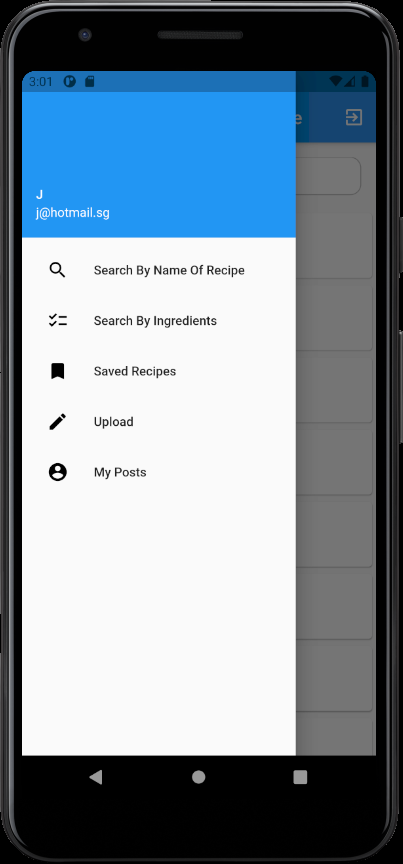 3:01
e
J
j@hotmail.sg
Search By Name Of Recipe
Search By Ingredients
Saved Recipes
Upload
My Posts